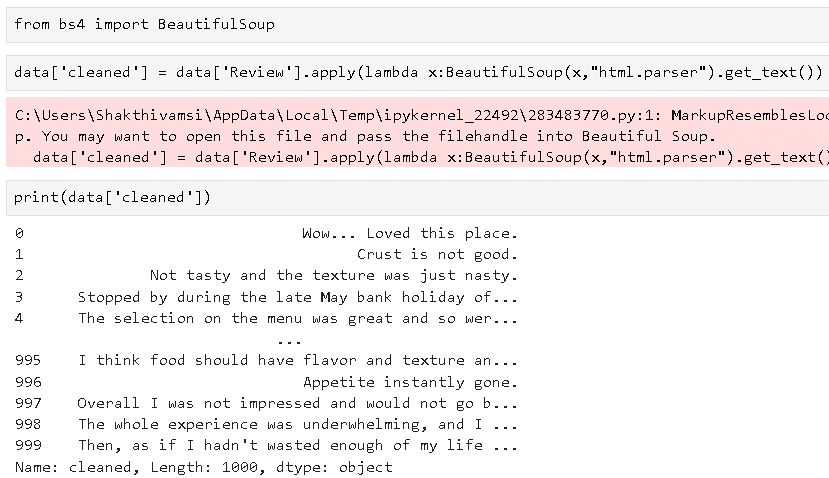 from bs4 import BeautifulSoup
data['cleaned'] = data['Review'].apply(lambda x:BeautifulSoup(x,"html.parser").get_text())
C:\Users\Shakthivamsi\AppData\Local\Temp\ipykernel_22492\283483770.py:1: MarkupResemblesLoc
p. You may want to open this file and pass the filehandle into Beautiful Soup.
data['cleaned'] = data['Review'].apply(lambda x:BeautifulSoup(x,"html.parser").get_text()
print(data['cleaned'])
0 Wow... Loved this place.
1 Crust is not good.
2 Not tasty and the texture was just nasty.
3 Stopped by during the late May bank holiday of...
4 The selection on the menu was great and so wer...
...
995 I think food should have flavor and texture an...
996 Appetite instantly gone.
997 Overall I was not impressed and would not go b...
998 The whole experience was underwhelming, and I ...
999 Then, as if I hadn't wasted enough of my life ...
Name: cleaned, Length: 1000, dtype: object